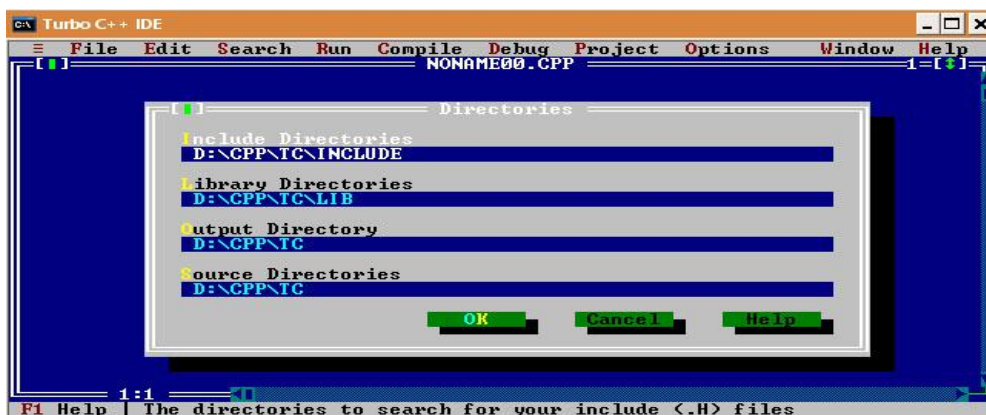 Turbo C++ IDE
File Edit Search Run Compile Debug Project Options Window Help
NONAME00.CPP 1
Directories
Include Directories
D:\CPP\TC\INCLUDE
Library Directories
D:\CPP\TC\LIB
Output Directory
D:\CPP\TC
Source Directories
D:\CPP\TC
OK Cancel Help
1:1
F1 Help | The directories to search for your include (.H) files